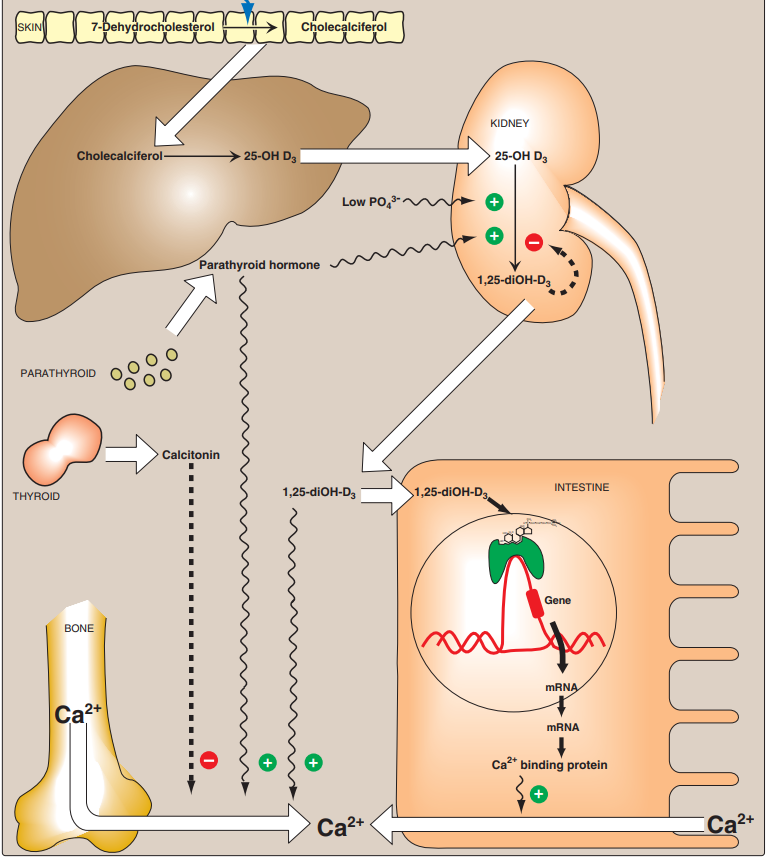 SKIN 7-Dehydrocholesterol Cholecalciferol
KIDNEY
Cholecalciferol 25-OH D₃ 25-OH D₃
Low PO₄³⁻
+
+
−
Parathyroid hormone
1,25-diOH-D₃
PARATHYROID
Calcitonin
THYROID
1,25-diOH-D₃ 1,25-diOH-D₃
INTESTINE
Gene
BONE
mRNA
Ca²⁺
mRNA
Ca²⁺ binding protein
− + +
+
Ca²⁺ Ca²⁺